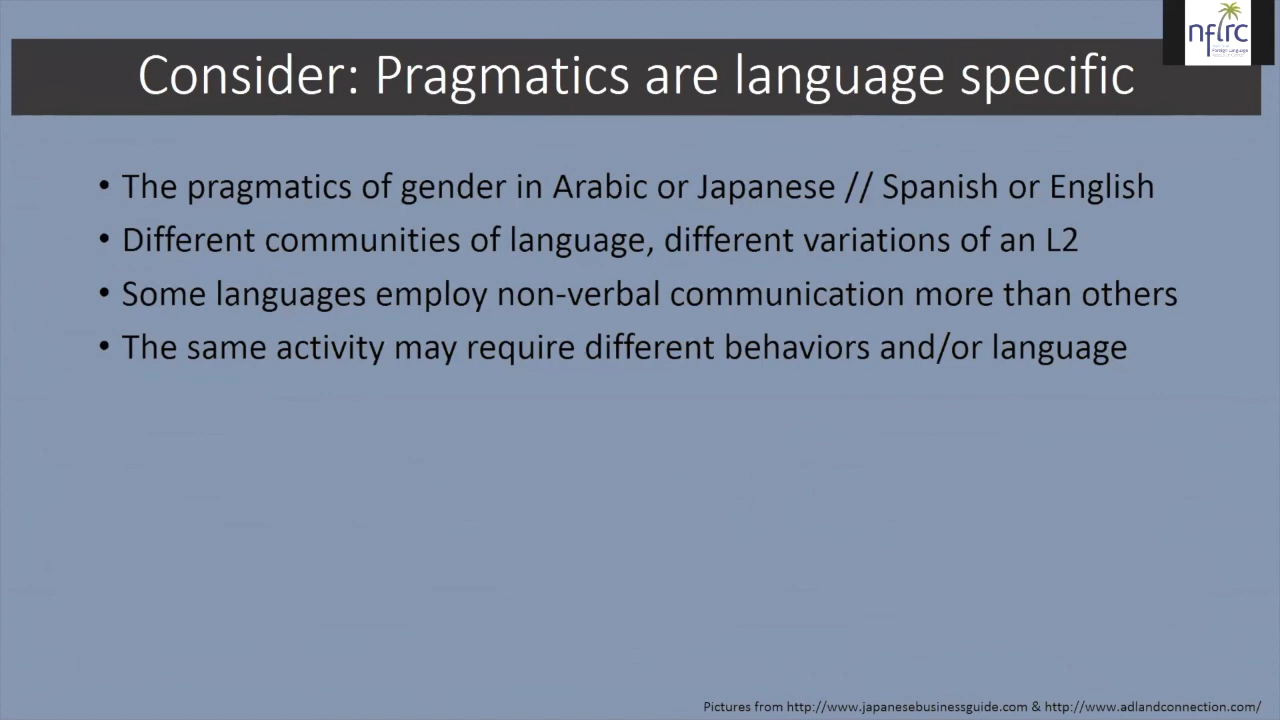 nflrc
Foreign Language
Consider: Pragmatics are language specific
• The pragmatics of gender in Arabic or Japanese // Spanish or English
• Different communities of language, different variations of an L2
• Some languages employ non-verbal communication more than others
• The same activity may require different behaviors and/or language
Pictures from http://www.japanesebusinessguide.com & http://www.adlandconnection.com/